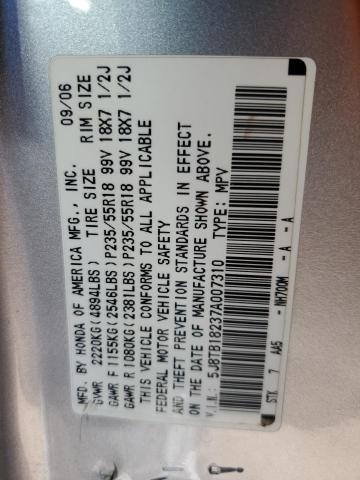 MFD. BY HONDA OF AMERICA MFG., INC. 09/06
GVWR 2220KG(4894LBS) TIRE SIZE RIM SIZE
GAWR F 1155KG(2546LBS)P235/55R18 99V 18X7 1/2J
GAWR R 1080KG(2381LBS)P235/55R18 99V 18X7 1/2J
THIS VEHICLE CONFORMS TO ALL APPLICABLE
FEDERAL MOTOR VEHICLE SAFETY
AND THEFT PREVENTION STANDARDS IN EFFECT
ON THE DATE OF MANUFACTURE SHOWN ABOVE.
V.I.N.: 5J8TB18237A007310 TYPE: MPV
STK 7 AA5 - NH700M - A - A